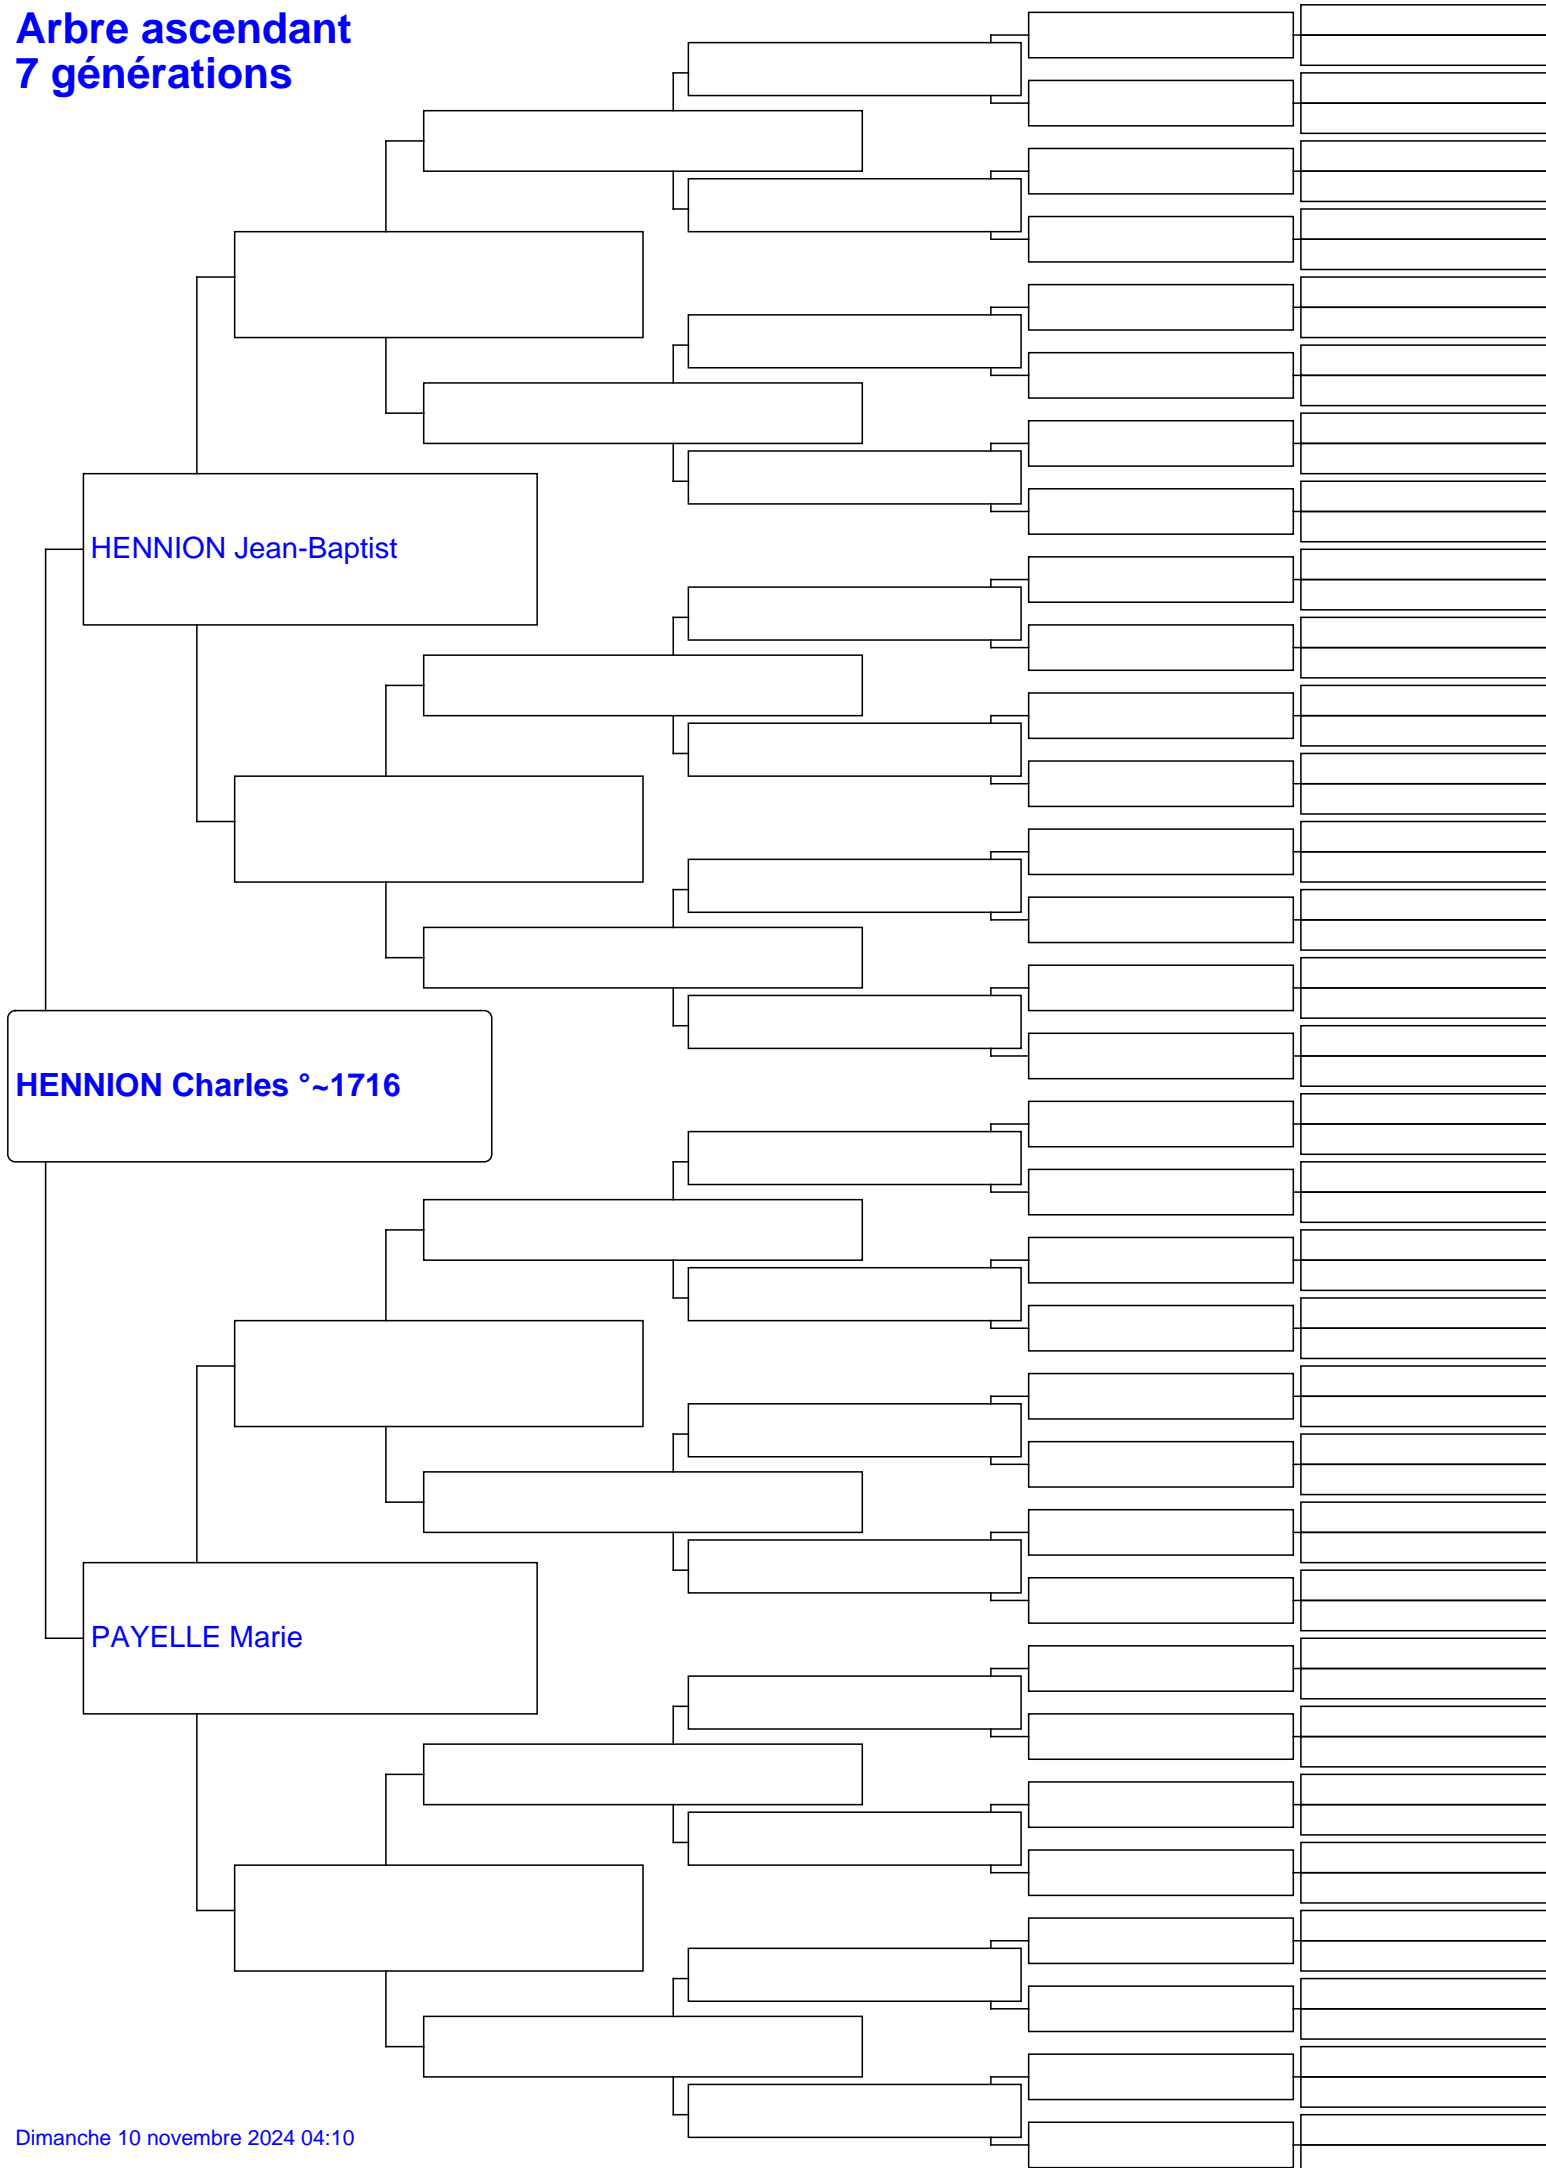 Arbre ascendant
7 générations
HENNION Jean-Baptist
HENNION Charles °~1716
PAYELLE Marie
Dimanche 10 novembre 2024 04:10